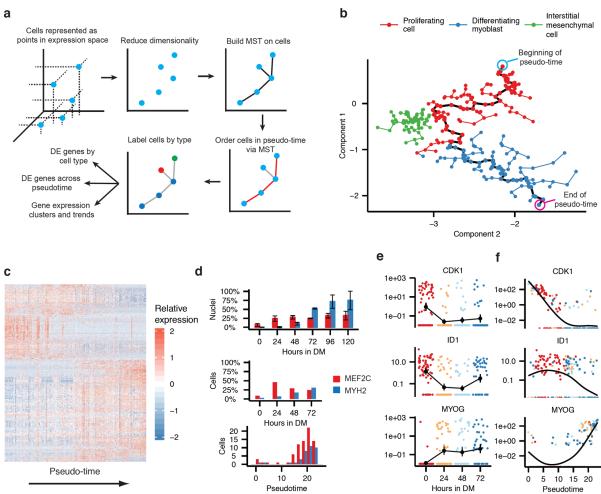 a
Cells represented as
points in expression space
Reduce dimensionality
Build MST on cells
Label cells by type
Order cells in pseudo-time
via MST
DE genes by
cell type
DE genes across
pseudotime
Gene expression
clusters and trends
b
Proliferating
cell
Differentiating
myoblast
Interstitial
mesenchymal
cell
Beginning of
pseudo-time
End of
pseudo-time
Component 1
0
−1
−2
−3
−2
Component 2
c
Relative
expression
2
1
0
−1
−2
Pseudo-time
d
Nuclei
100%
75%
50%
25%
0%
0 24 48 72 96 120
Hours in DM
Cells
100%
75%
50%
25%
0%
0 24 48 72
Hours in DM
MEF2C
MYH2
Cells
20
15
10
5
0
0 10 20
Pseudotime
e
CDK1
1e+03
1e+01
1e−01
ID1
10.0
0.1
MYOG
1e+03
1e+01
1e−01
0 24 48 72
Hours in DM
f
CDK1
1e+02
1e+00
1e−02
ID1
10.0
0.1
MYOG
1e+02
1e+00
1e−02
0 5 10 15 20
Pseudotime